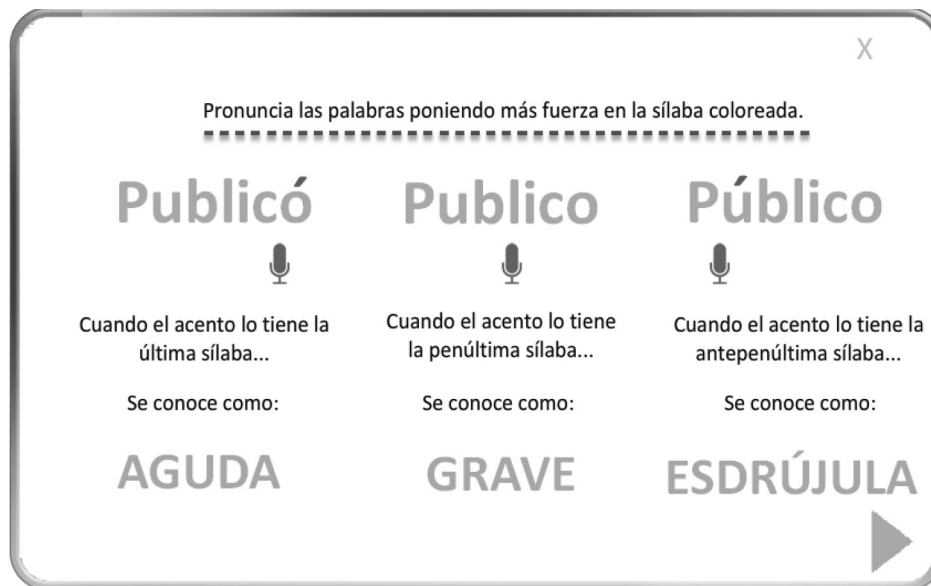 X
Pronuncia las palabras poniendo más fuerza en la sílaba coloreada.
Publicó
Publico
Público
Cuando el acento lo tiene la
última sílaba...
Cuando el acento lo tiene
la penúltima sílaba...
Cuando el acento lo tiene la
antepenúltima sílaba...
Se conoce como:
Se conoce como:
Se conoce como:
AGUDA
GRAVE
ESDRÚJULA